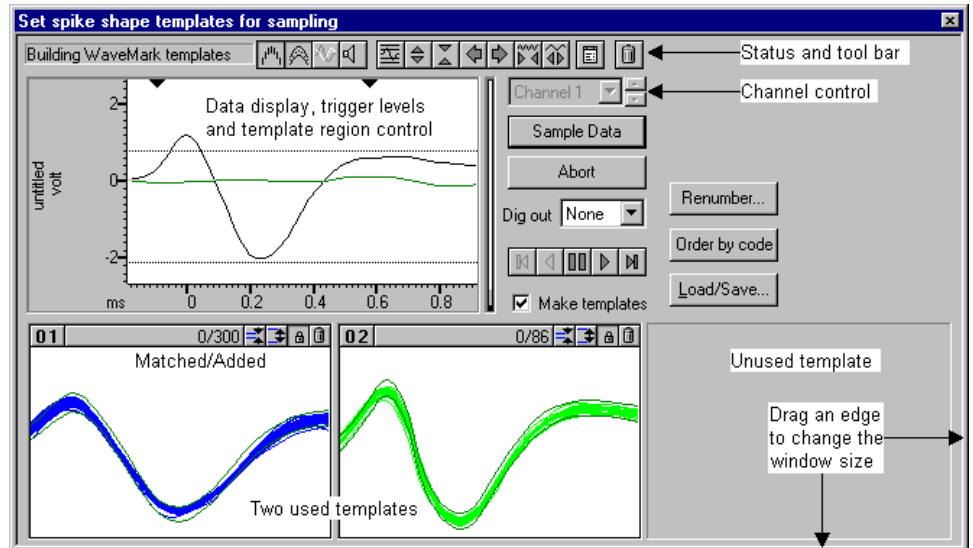 Set spike shape templates for sampling
Building WaveMark templates
Status and tool bar
Channel 1
Channel control
Data display, trigger levels
and template region control
untitled
volt
2
0
-2
ms
0
0.2
0.4
0.6
0.8
Sample Data
Abort
Dig out
None
Make templates
Renumber...
Order by code
Load/Save...
01
0/300
Matched/Added
02
0/86
Two used templates
Unused template
Drag an edge
to change the
window size